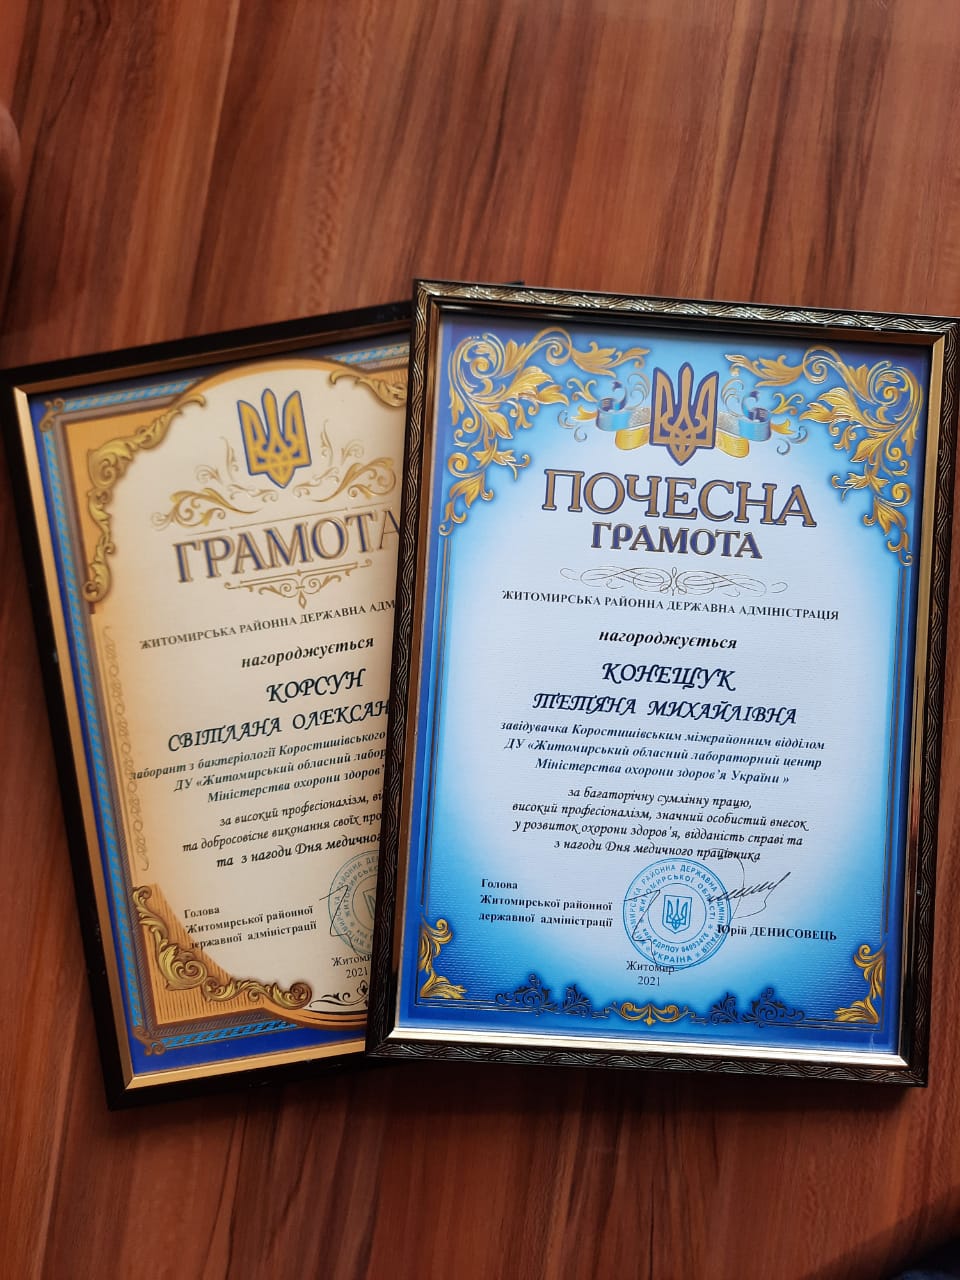 ГРАМОТА
ЖИТОМИРСЬКА РАЙОННА ДЕРЖАВНА
нагороджується
КОРСУН
СВІТЛАНА
лаборант з бактеріології Коростишівського
ДУ «Житомирський обласний
Міністерства охорони
за високий професіоналізм,
та добросовісне виконання своїх
та з нагоди Дня
Голова
Житомирської районної
державної адміністрації
2021
ПОЧЕСНА
ГРАМОТА
ЖИТОМИРСЬКА РАЙОННА ДЕРЖАВНА АДМІНІСТРАЦІЯ
нагороджується
КОНЕЩУК
ТЕТЯНА МИХАЙЛІВНА
завідувачка Коростишівським міжрайонним відділом
ДУ «Житомирський обласний лабораторний центр
Міністерства охорони здоров'я України »
за багаторічну сумлінну працю,
високий професіоналізм, значний особистий внесок
у розвиток охорони здоров'я, відданість справі та
з нагоди Дня медичного працівника
Голова
Житомирської районної
державної адміністрації
Юрій ДЕНИСОВЕЦЬ
Житомир
2021